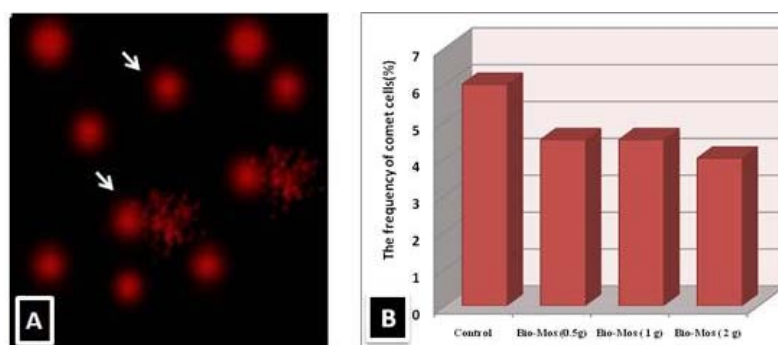 A
B
The frequency of comet cells(%)
7
6
5
4
3
2
1
0
Control
Bio-Mos (0.5g)
Bio-Mos ( 1 g)
Bio-Mos ( 2 g)